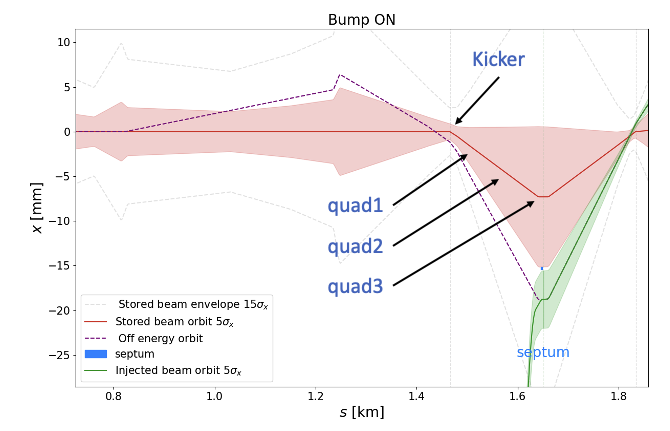 Bump ON
10
5
0
−5
−10
−15
−20
−25
x [mm]
Kicker
quad1
quad2
quad3
septum
Stored beam envelope 15σx
Stored beam orbit 5σx
Off energy orbit
septum
Injected beam orbit 5σx
0.8 1.0 1.2 1.4 1.6 1.8
s [km]